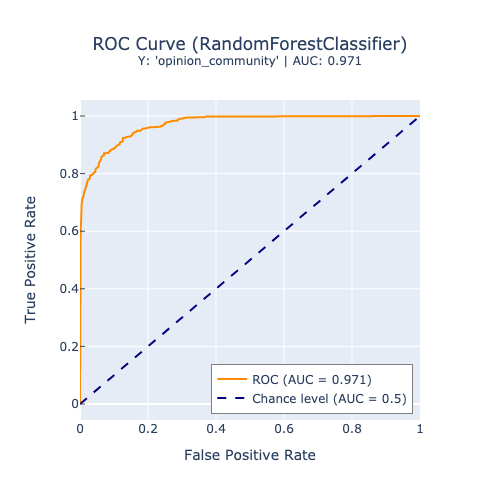 ROC Curve (RandomForestClassifier)
Y: 'opinion_community' | AUC: 0.971
True Positive Rate
1
0.8
0.6
0.4
0.2
0
ROC (AUC = 0.971)
Chance level (AUC = 0.5)
0
0.2
0.4
0.6
0.8
1
False Positive Rate